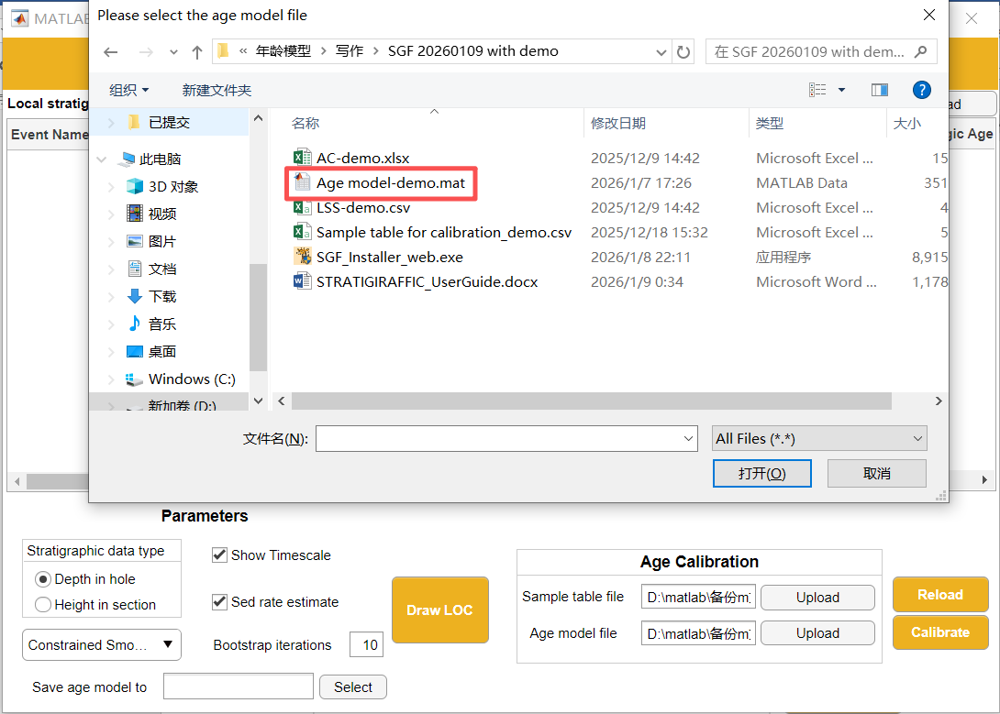 MATLAB
Please select the age model file
« 年龄模型 > 写作 > SGF 20260109 with demo
在 SGF 20260109 with dem...
组织
新建文件夹
?
Local stratig
ad
Event Name
gic Age
已提交
此电脑
3D 对象
视频
图片
文档
下载
音乐
桌面
Windows (C:)
新加卷 (D:)
名称 修改日期 类型 大小
AC-demo.xlsx 2025/12/9 14:42 Microsoft Excel ... 15
Age model-demo.mat 2026/1/7 17:26 MATLAB Data 351
LSS-demo.csv 2025/12/9 14:42 Microsoft Excel ... 4
Sample table for calibration_demo.csv 2025/12/18 15:32 Microsoft Excel ... 5
SGF_Installer_web.exe 2026/1/8 22:11 应用程序 8,915
STRATIGIRAFFIC_UserGuide.docx 2026/1/9 0:34 Microsoft Word ... 1,178
文件名(N):
All Files (*.*)
打开(O)
取消
Parameters
Stratigraphic data type
Depth in hole
Height in section
Constrained Smo...
Save age model to
Select
Show Timescale
Sed rate estimate
Bootstrap iterations 10
Draw LOC
Age Calibration
Sample table file D:\matlab\备份m Upload
Age model file D:\matlab\备份m Upload
Reload
Calibrate